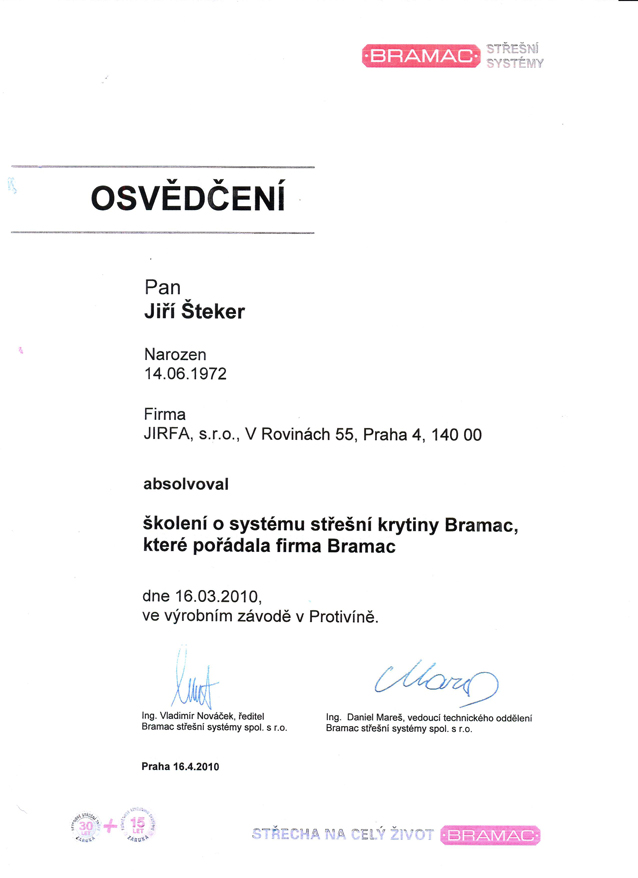 BRAMAC STŘEŠNÍ
SYSTÉMY
OSVĚDČENÍ
Pan
Jiří Šteker
Narozen
14.06.1972
Firma
JIRFA, s.r.o., V Rovinách 55, Praha 4, 140 00
absolvoval
školení o systému střešní krytiny Bramac,
které pořádala firma Bramac
dne 16.03.2010,
ve výrobním závodě v Protivíně.
Ing. Vladimír Nováček, ředitel
Bramac střešní systémy spol. s r.o.
Ing. Daniel Mareš, vedoucí technického oddělení
Bramac střešní systémy spol. s r.o.
Praha 16.4.2010
30 LET
+
15 LET
ZÁRUKA
STŘECHA NA CELÝ ŽIVOT BRAMAC